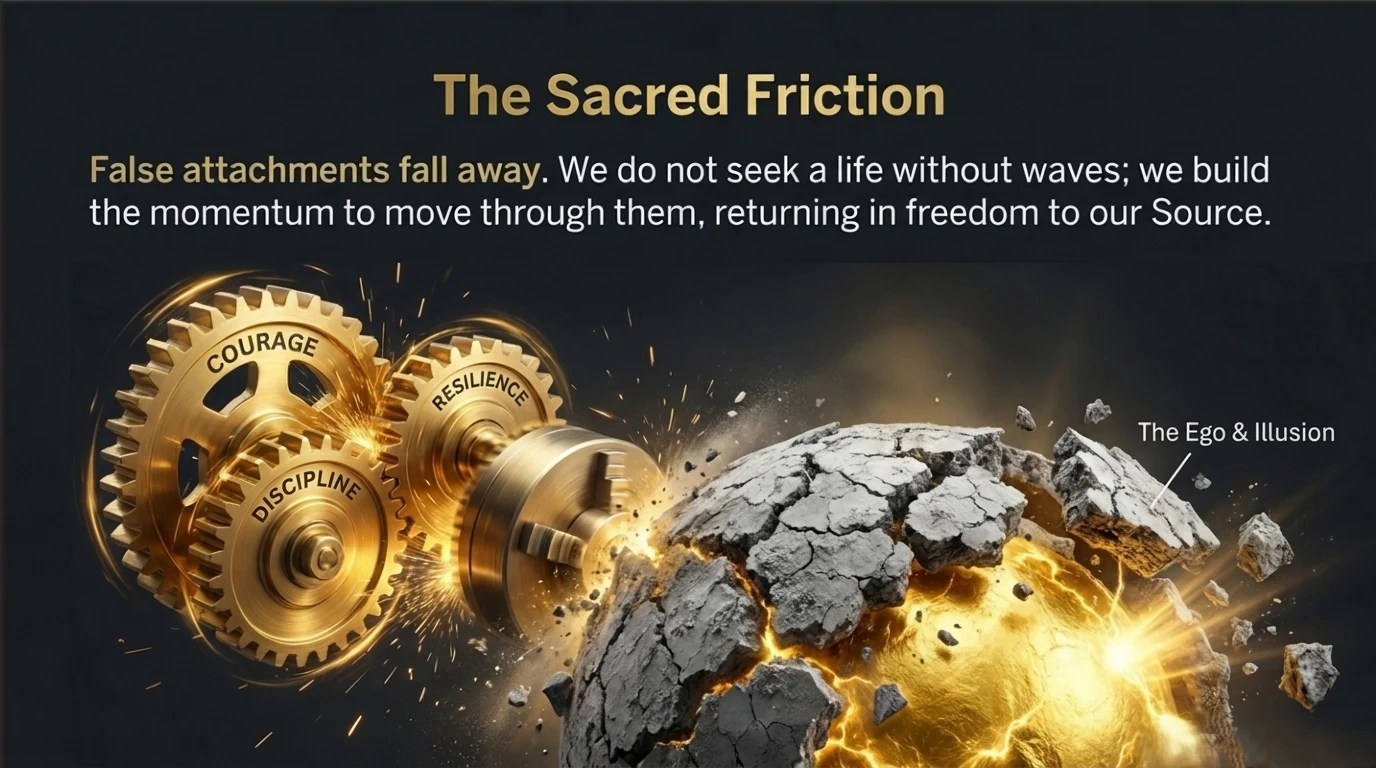 The Sacred Friction
False attachments fall away. We do not seek a life without waves; we build
the momentum to move through them, returning in freedom to our Source.
COURAGE
RESILIENCE
DISCIPLINE
The Ego & Illusion